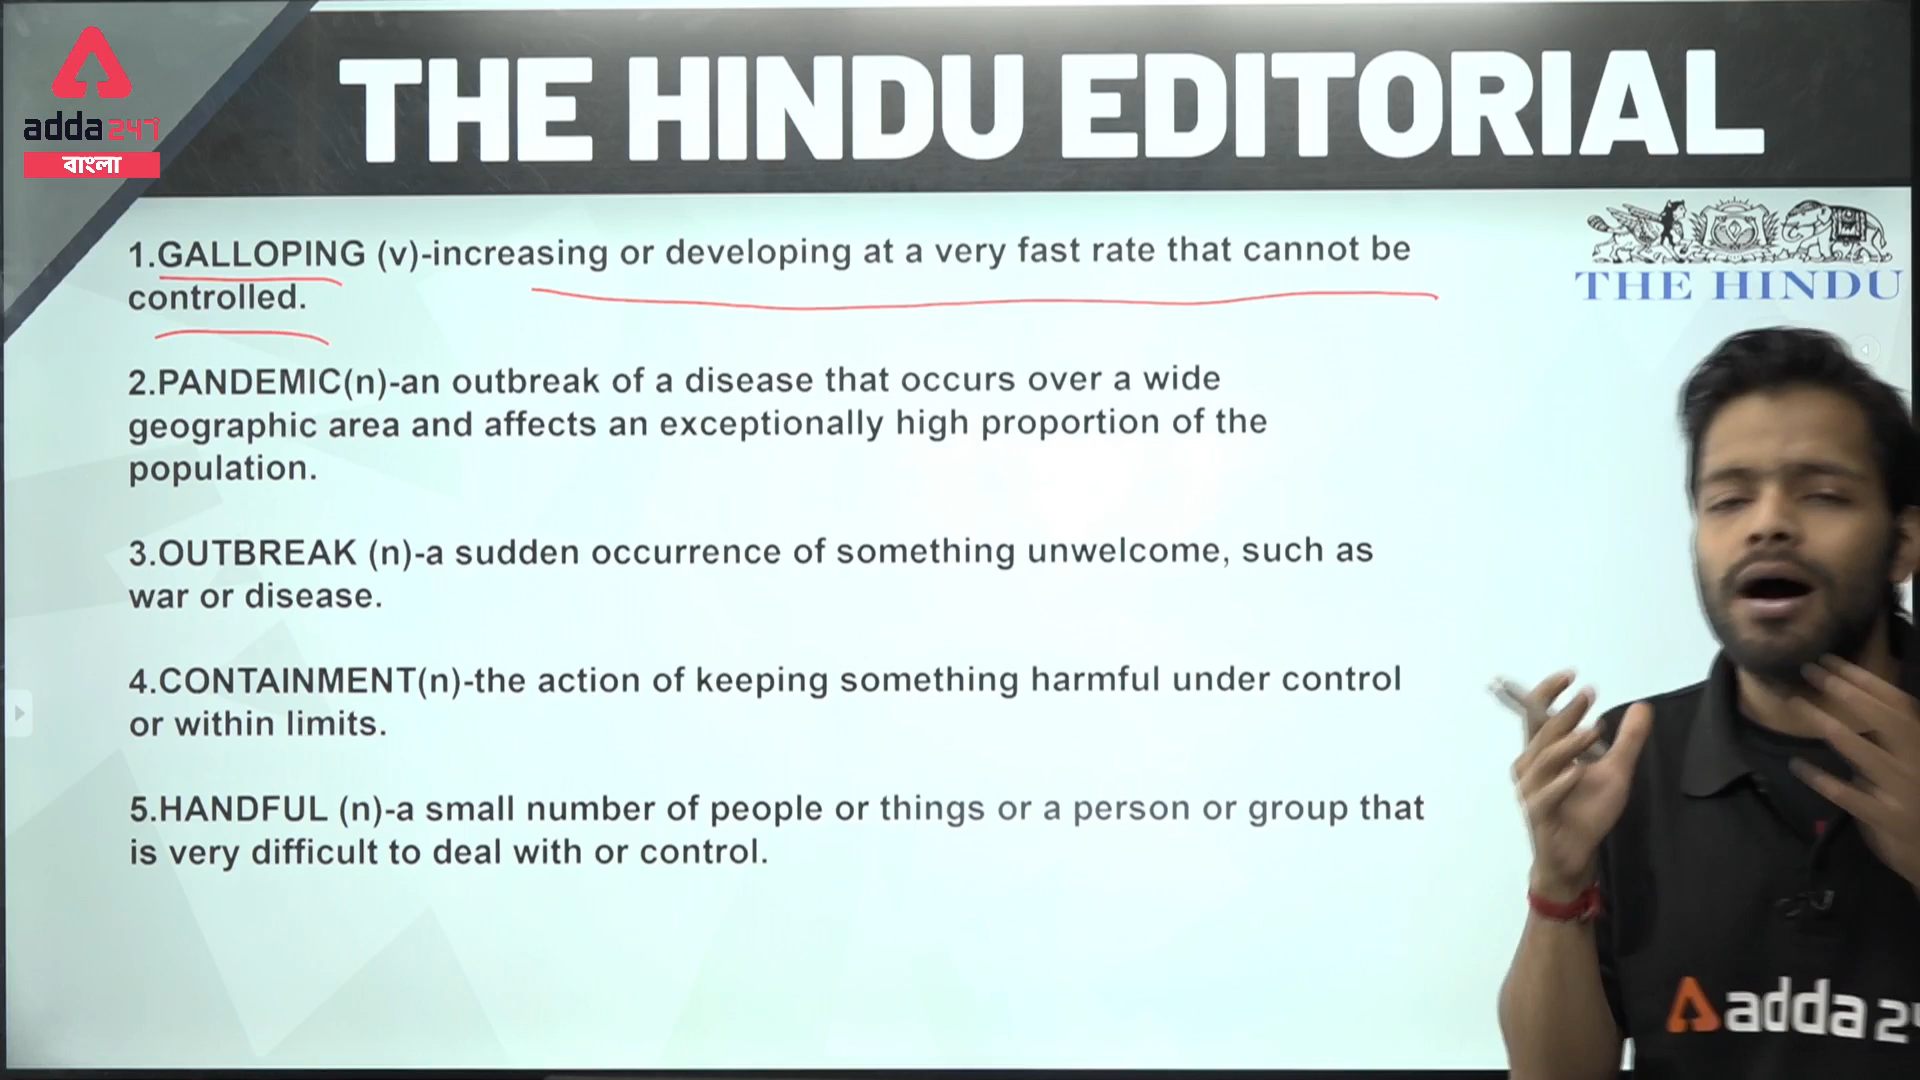 adda247
বাংলা
THE HINDU EDITORIAL
THE HINDU
1.GALLOPING (v)-increasing or developing at a very fast rate that cannot be
controlled.
2.PANDEMIC(n)-an outbreak of a disease that occurs over a wide
geographic area and affects an exceptionally high proportion of the
population.
3.OUTBREAK (n)-a sudden occurrence of something unwelcome, such as
war or disease.
4.CONTAINMENT(n)-the action of keeping something harmful under control
or within limits.
5.HANDFUL (n)-a small number of people or things or a person or group that
is very difficult to deal with or control.
adda 2